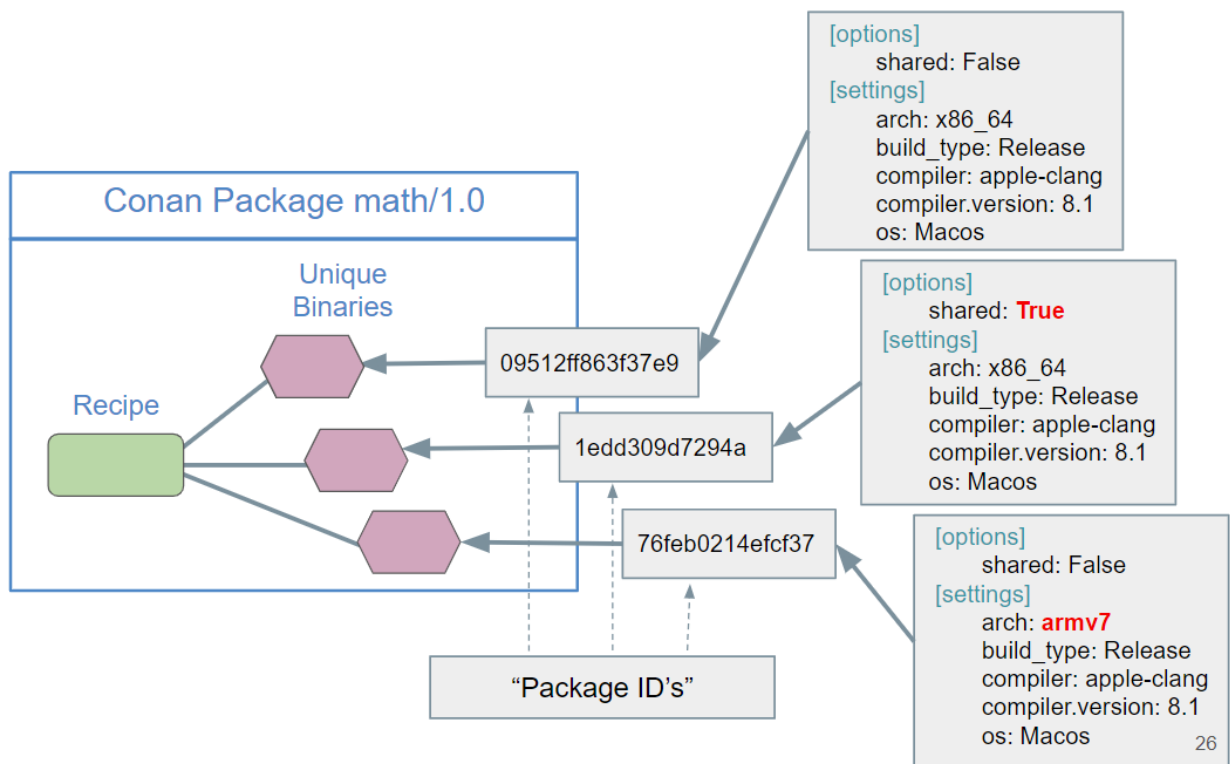 [options]
shared: False
[settings]
arch: x86_64
build_type: Release
compiler: apple-clang
compiler.version: 8.1
os: Macos
Conan Package math/1.0
Unique
Binaries
Recipe
09512ff863f37e9
1edd309d7294a
76feb0214efcf37
“Package ID’s”
[options]
shared: True
[settings]
arch: x86_64
build_type: Release
compiler: apple-clang
compiler.version: 8.1
os: Macos
[options]
shared: False
[settings]
arch: armv7
build_type: Release
compiler: apple-clang
compiler.version: 8.1
os: Macos
26